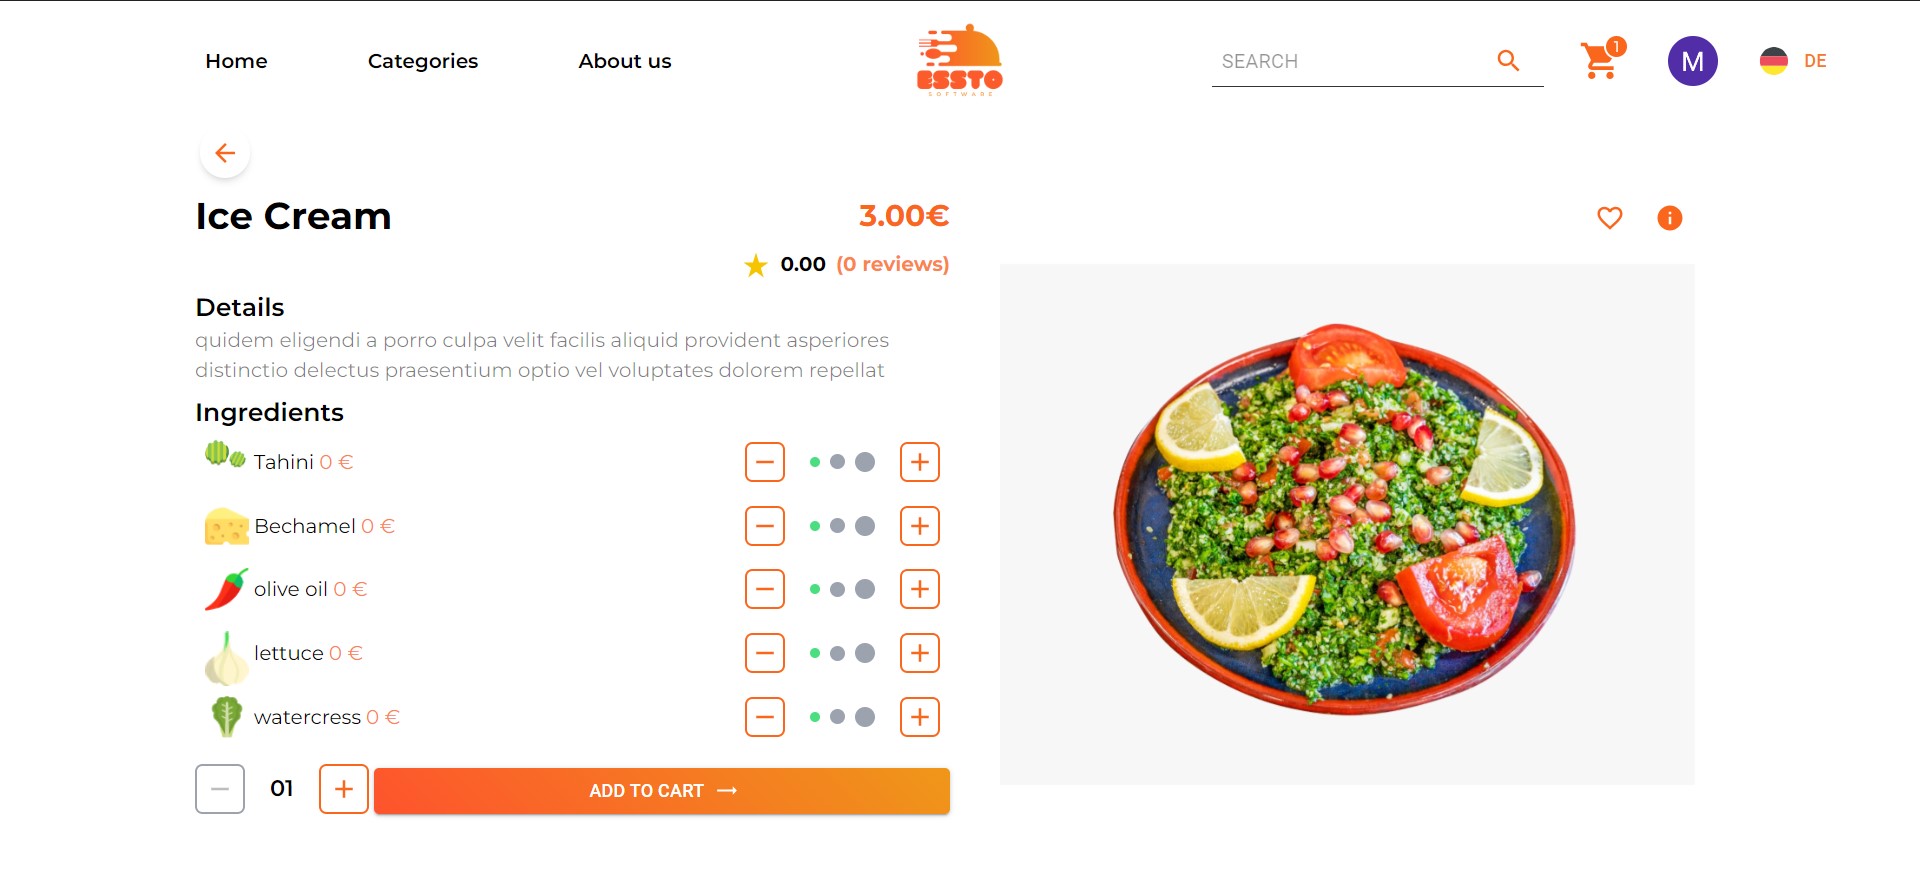 Home Categories About us
ESSTO
SOFTWARE
SEARCH
1
M
DE
Ice Cream 3.00€
0.00 (0 reviews)
Details
quidem eligendi a porro culpa velit facilis aliquid provident asperiores
distinctio delectus praesentium optio vel voluptates dolorem repellat
Ingredients
Tahini 0 €
Bechamel 0 €
olive oil 0 €
lettuce 0 €
watercress 0 €
01
ADD TO CART →